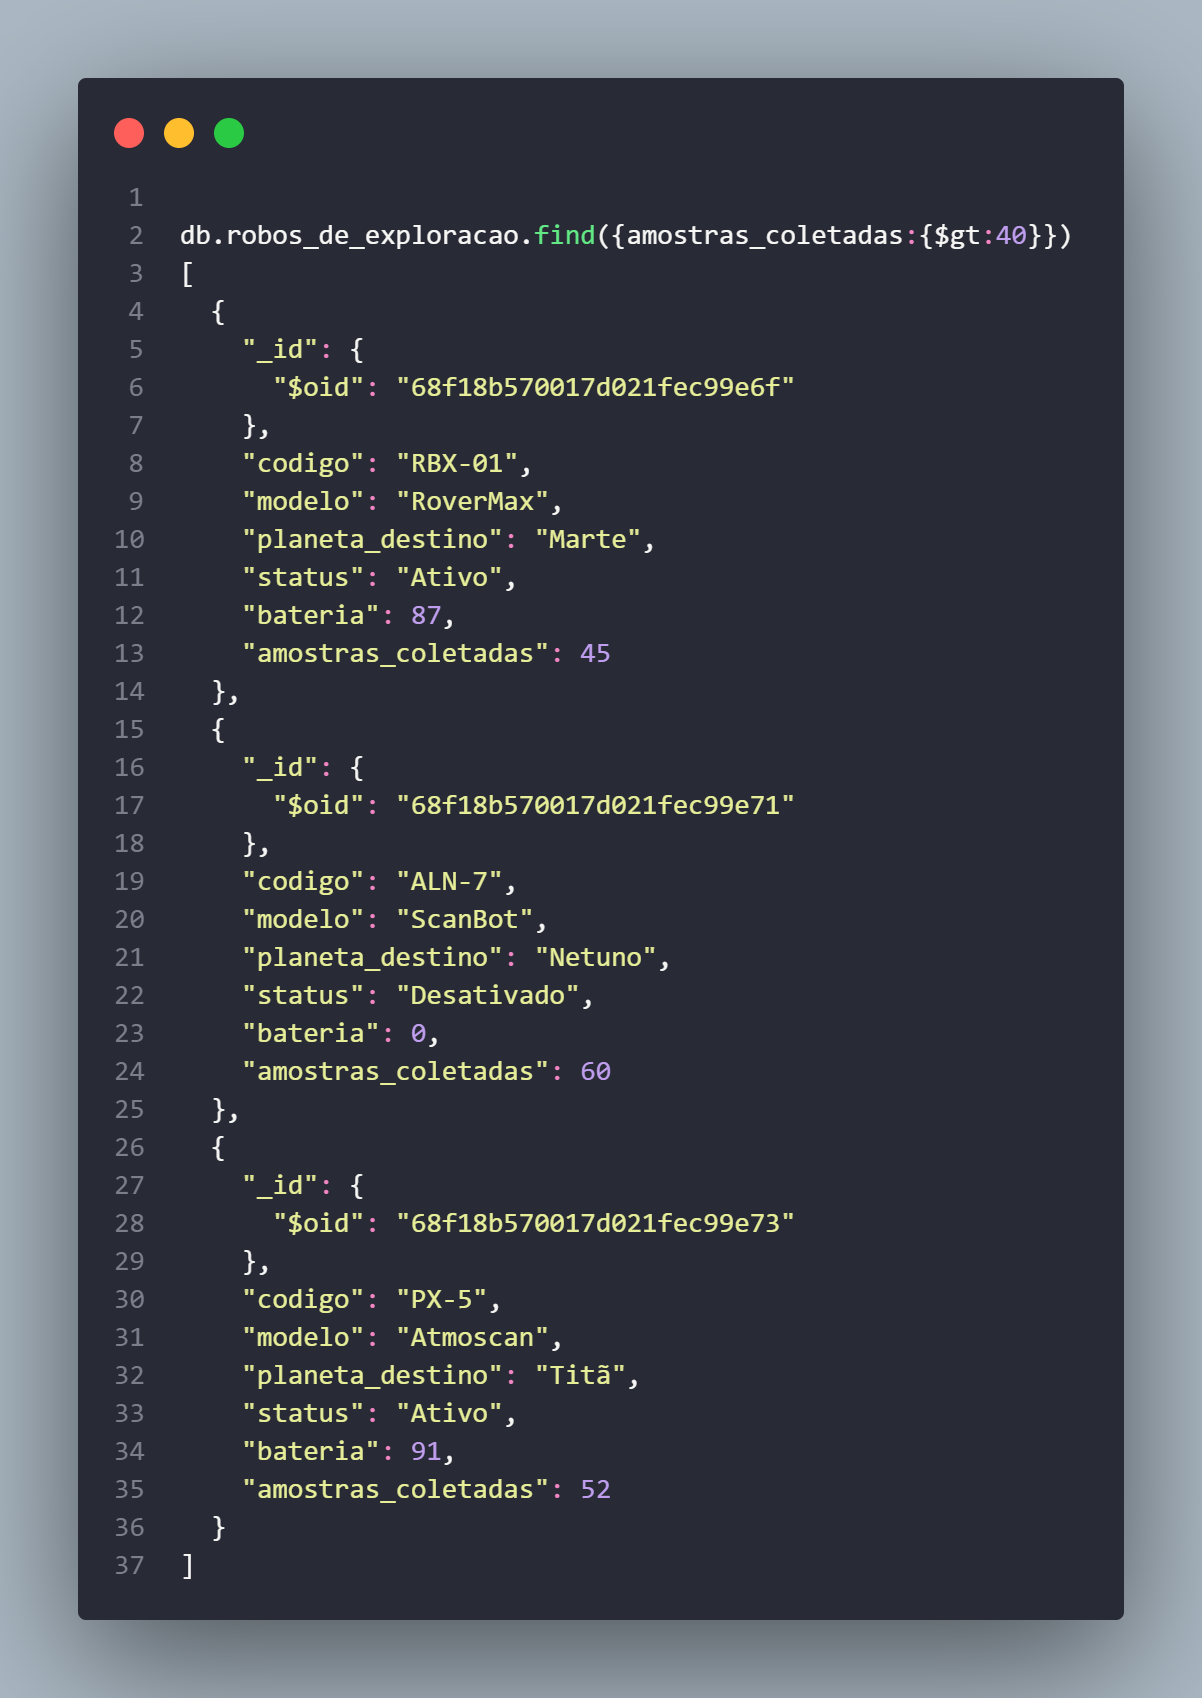 1
2 db.robos_de_exploracao.find({amostras_coletadas:{$gt:40}})
3 [
4   {
5     "_id": {
6       "$oid": "68f18b570017d021fec99e6f"
7     },
8     "codigo": "RBX-01",
9     "modelo": "RoverMax",
10     "planeta_destino": "Marte",
11     "status": "Ativo",
12     "bateria": 87,
13     "amostras_coletadas": 45
14   },
15   {
16     "_id": {
17       "$oid": "68f18b570017d021fec99e71"
18     },
19     "codigo": "ALN-7",
20     "modelo": "ScanBot",
21     "planeta_destino": "Netuno",
22     "status": "Desativado",
23     "bateria": 0,
24     "amostras_coletadas": 60
25   },
26   {
27     "_id": {
28       "$oid": "68f18b570017d021fec99e73"
29     },
30     "codigo": "PX-5",
31     "modelo": "Atmoscan",
32     "planeta_destino": "Titã",
33     "status": "Ativo",
34     "bateria": 91,
35     "amostras_coletadas": 52
36   }
37 ]